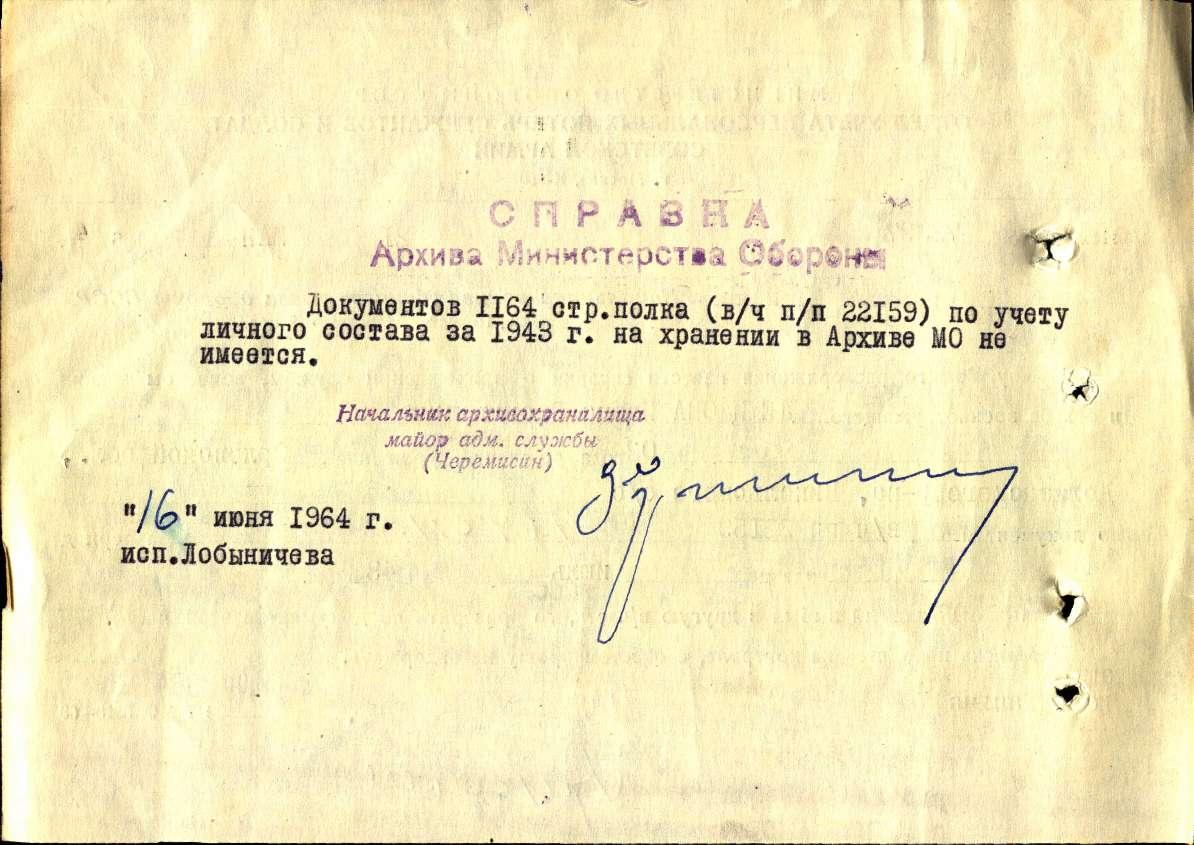 СПРАВКА
Архива Министерства Обороны
Документов II64 стр.полка (в/ч п/п 22I59) по учету
личного состава за I943 г. на хранении в Архиве МО не
имеется.
Начальник архивохранилища
майор адм. службы
(Черемисин)
"16" июня I964 г.
исп.Лобыничева